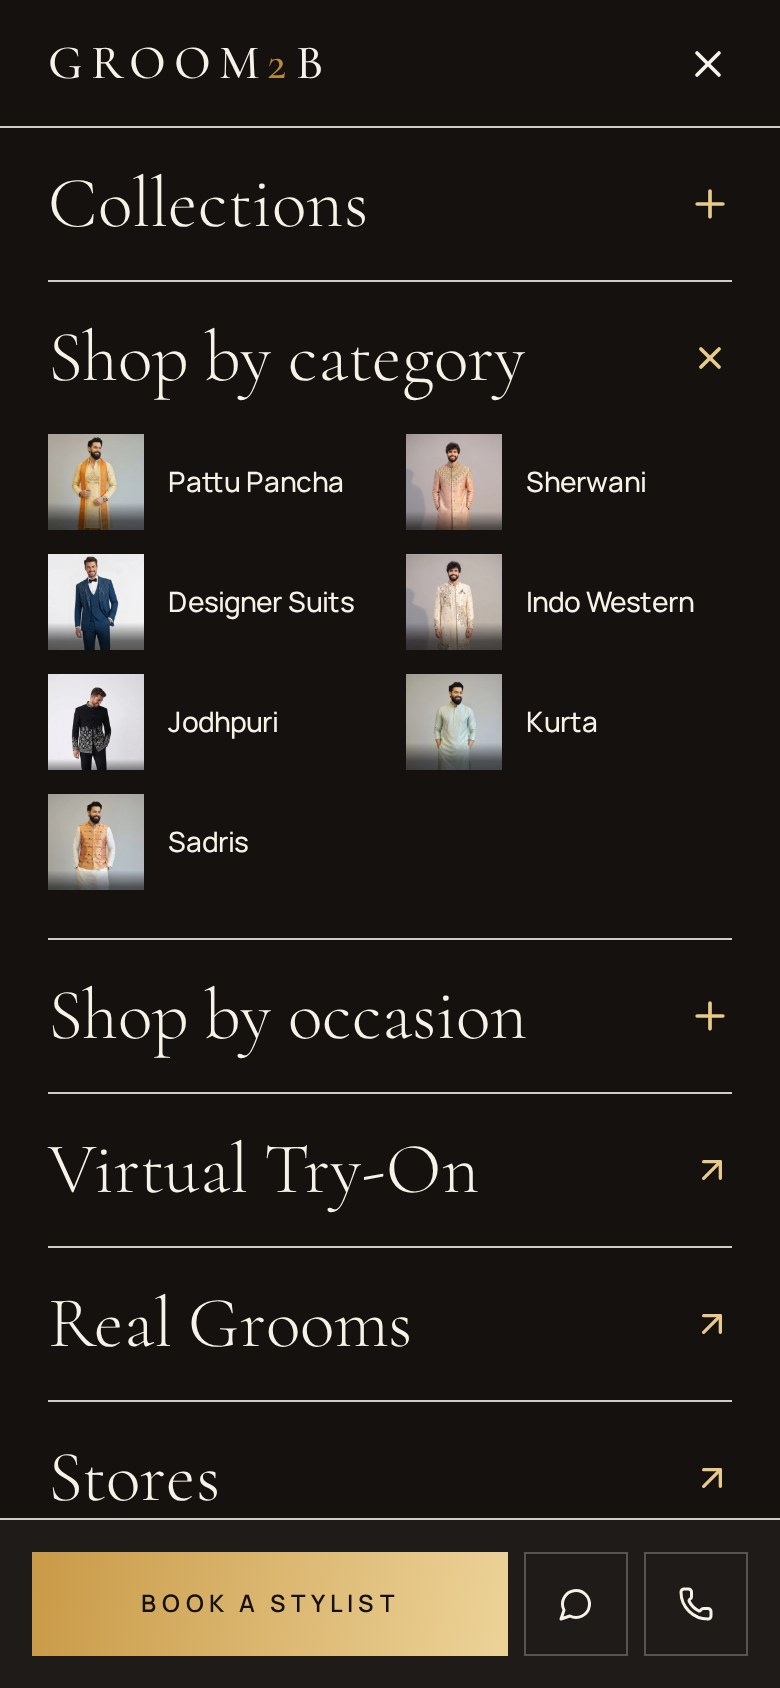 GROOM2B
Collections
Shop by category
Pattu Pancha
Sherwani
Designer Suits
Indo Western
Jodhpuri
Kurta
Sadris
Shop by occasion
Virtual Try-On
Real Grooms
Stores
BOOK A STYLIST